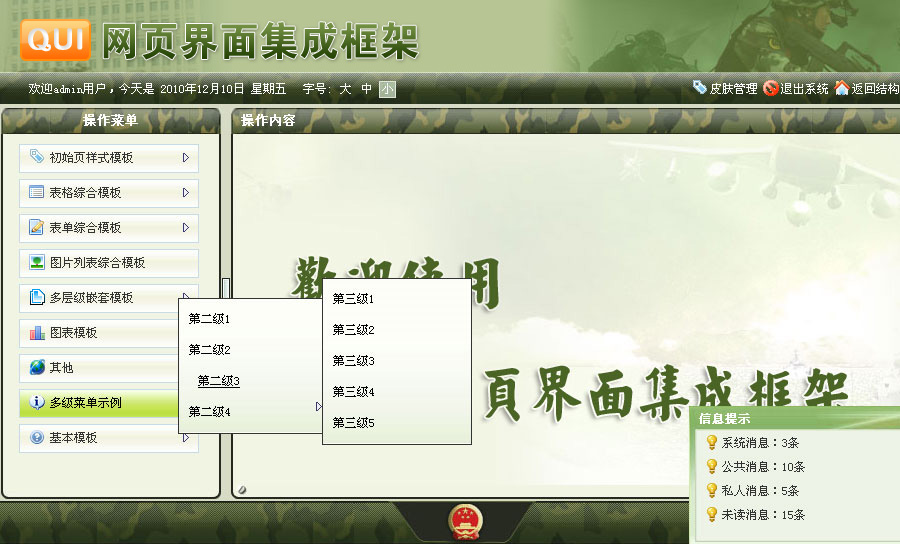 QUI 网页界面集成框架
欢迎admin用户，今天是 2010年12月10日 星期五 字号: 大 中 小
皮肤管理 退出系统 返回结构
操作菜单
初始页样式模板
表格综合模板
表单综合模板
图片列表综合模板
多层级嵌套模板
图表模板
其他
多级菜单示例
基本模板
第二级1
第二级2
第二级3
第二级4
第三级1
第三级2
第三级3
第三级4
第三级5
操作内容
歡迎使用
頁界面集成框架
信息提示
系统消息：3条
公共消息：10条
私人消息：5条
未读消息：15条